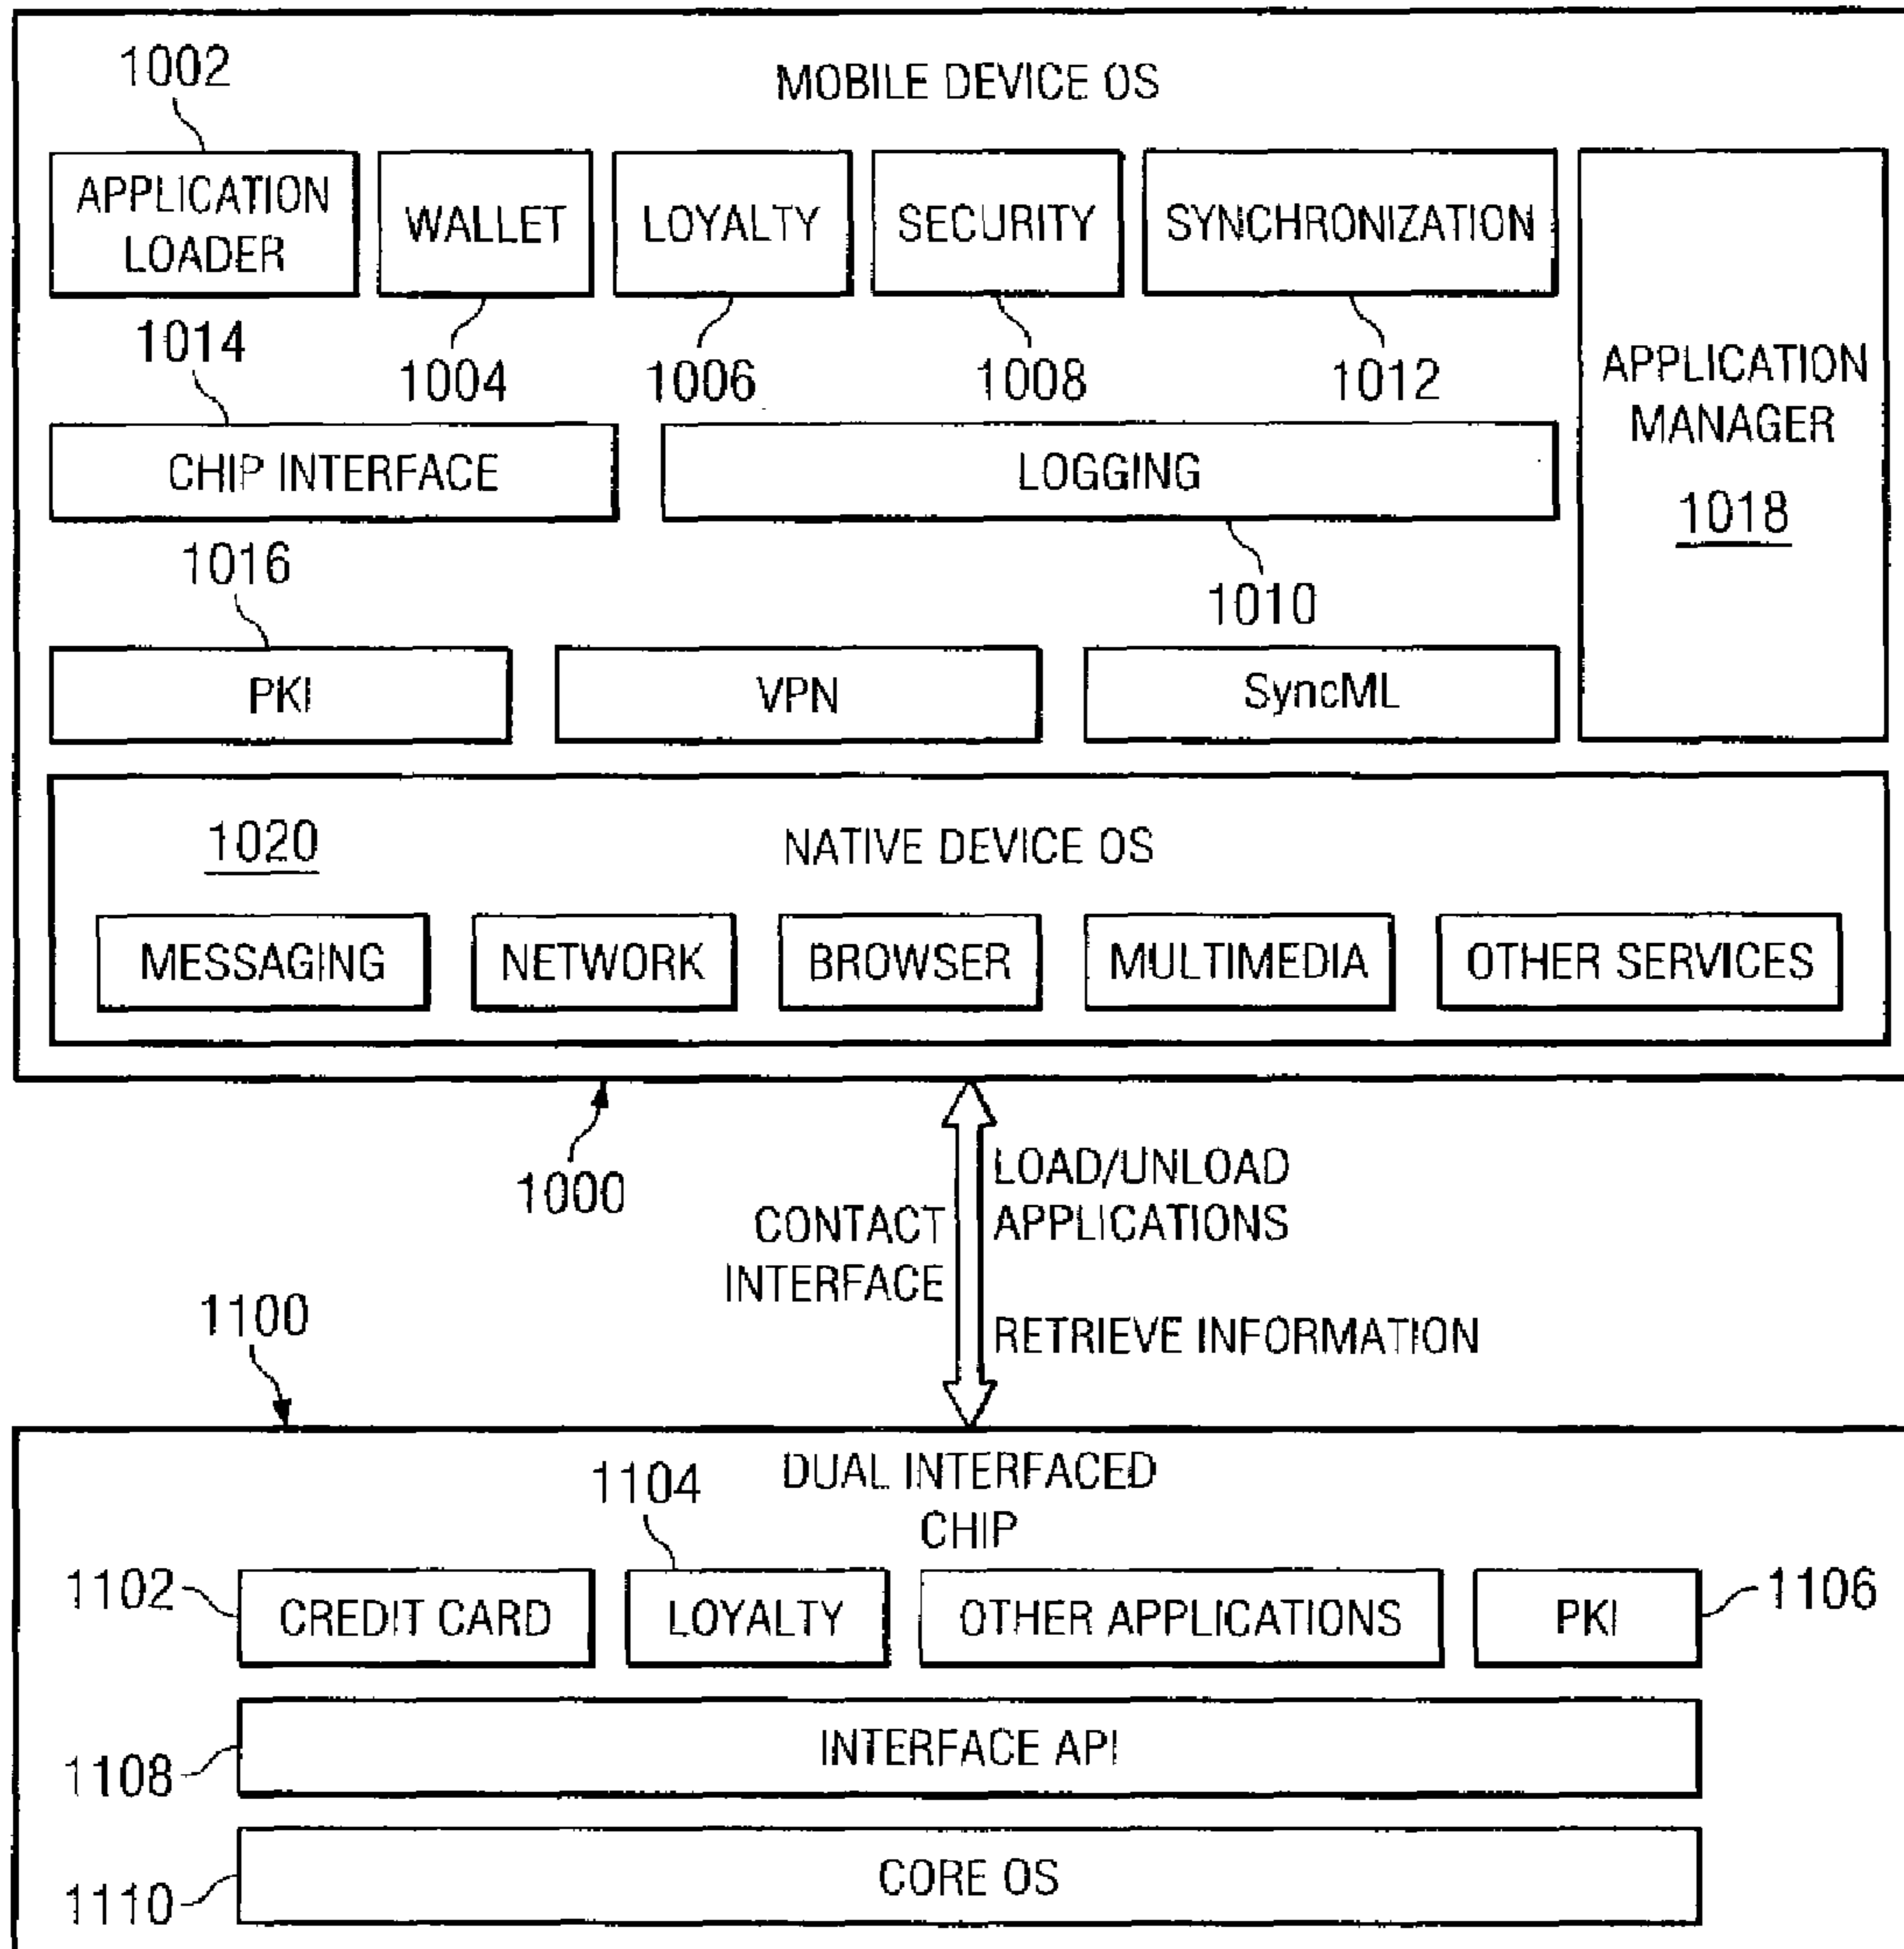 1002
MOBILE DEVICE OS
APPLICATION
LOADER
WALLET
LOYALTY
SECURITY
SYNCHRONIZATION
1014
1004
1006
1008
1012
APPLICATION
MANAGER
1018
CHIP INTERFACE
LOGGING
1016
1010
PKI
VPN
SyncML
1020
NATIVE DEVICE OS
MESSAGING
NETWORK
BROWSER
MULTIMEDIA
OTHER SERVICES
1000
CONTACT
INTERFACE
LOAD/UNLOAD
APPLICATIONS
RETRIEVE INFORMATION
1100
DUAL INTERFACED
CHIP
1104
1102
CREDIT CARD
LOYALTY
OTHER APPLICATIONS
PKI
1106
INTERFACE API
1108
CORE OS
1110